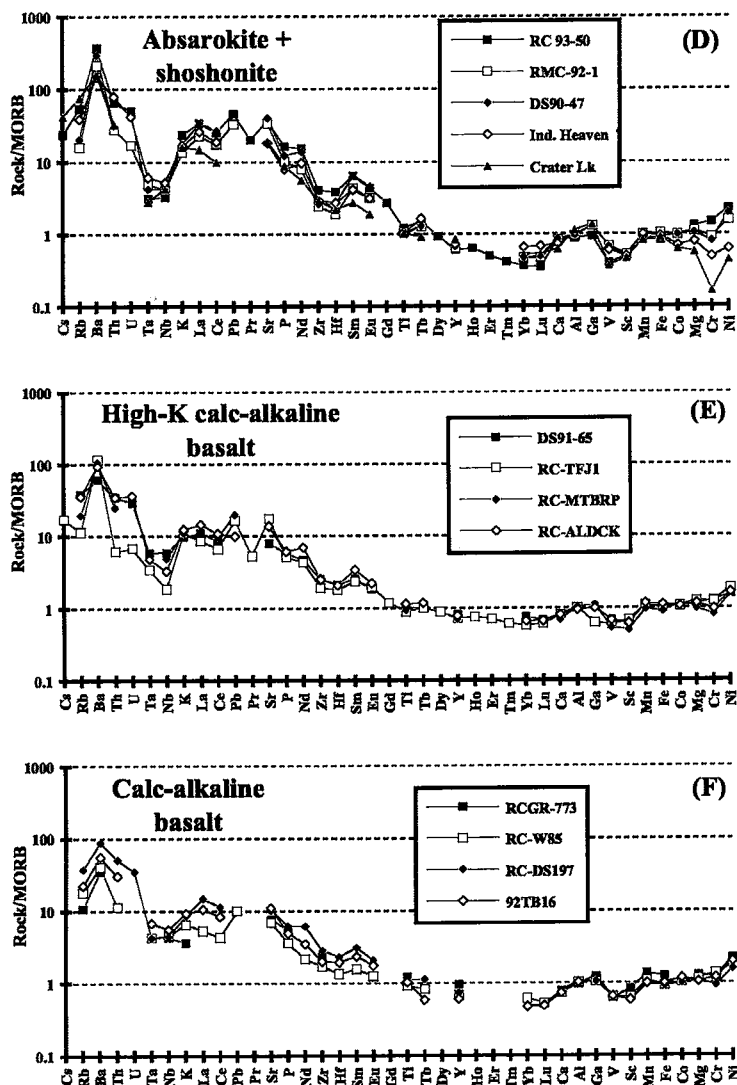 Absarokite +
shoshonite
(D)
RC 93-50
RMC-92-1
DS90-47
Ind. Heaven
Crater Lk
Rock/MORB
1000
100
10
1
0.1
Cs Rb Ba Th U Ta Nb K La Ce Pb Pr Sr P Nd Zr Hf Sm Eu Gd Ti Tb Dy Y Ho Er Tm Yb Lu Ca Al Ga V Sc Mn Fe Co Mg Cr Ni
High-K calc-alkaline
basalt
(E)
DS91-65
RC-TFJ1
RC-MTBRP
RC-ALDCK
Rock/MORB
1000
100
10
1
0.1
Cs Rb Ba Th U Ta Nb K La Ce Pb Pr Sr P Nd Zr Hf Sm Eu Gd Ti Tb Dy Y Ho Er Tm Yb Lu Ca Al Ga V Sc Mn Fe Co Mg Cr Ni
Calc-alkaline
basalt
(F)
RCGR-773
RC-W85
RC-DS197
92TB16
Rock/MORB
1000
100
10
1
0.1
Cs Rb Ba Th U Ta Nb K La Ce Pb Pr Sr P Nd Zr Hf Sm Eu Gd Ti Tb Dy Y Ho Er Tm Yb Lu Ca Al Ga V Sc Mn Fe Co Mg Cr Ni